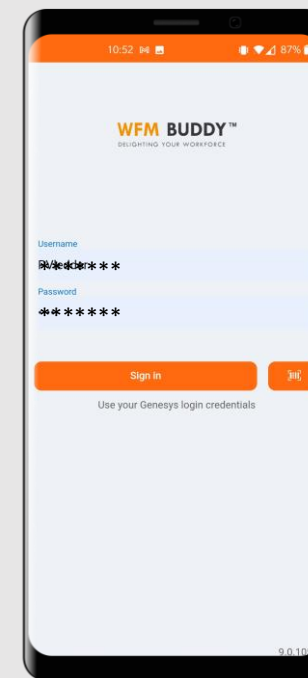 10:52 87%
WFM BUDDY™
DELIGHTING YOUR WORKFORCE
Username
*******
Password
*******
Sign in
Use your Genesys login credentials